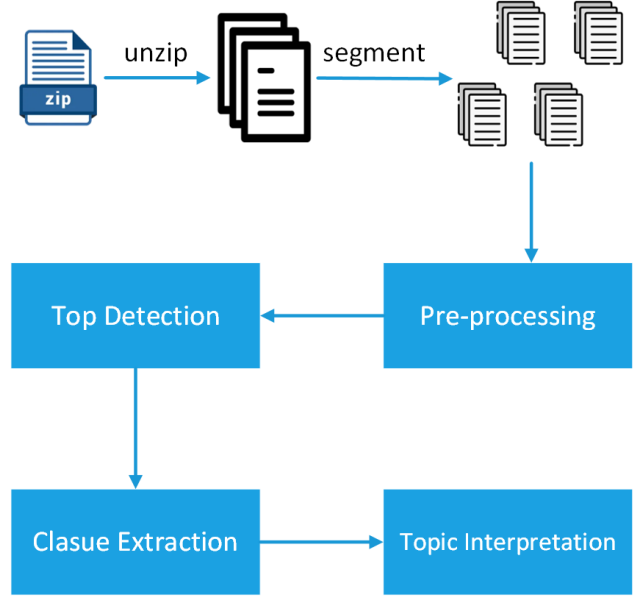 unzip
segment
zip
Top Detection
Pre-processing
Clasue Extraction
Topic Interpretation